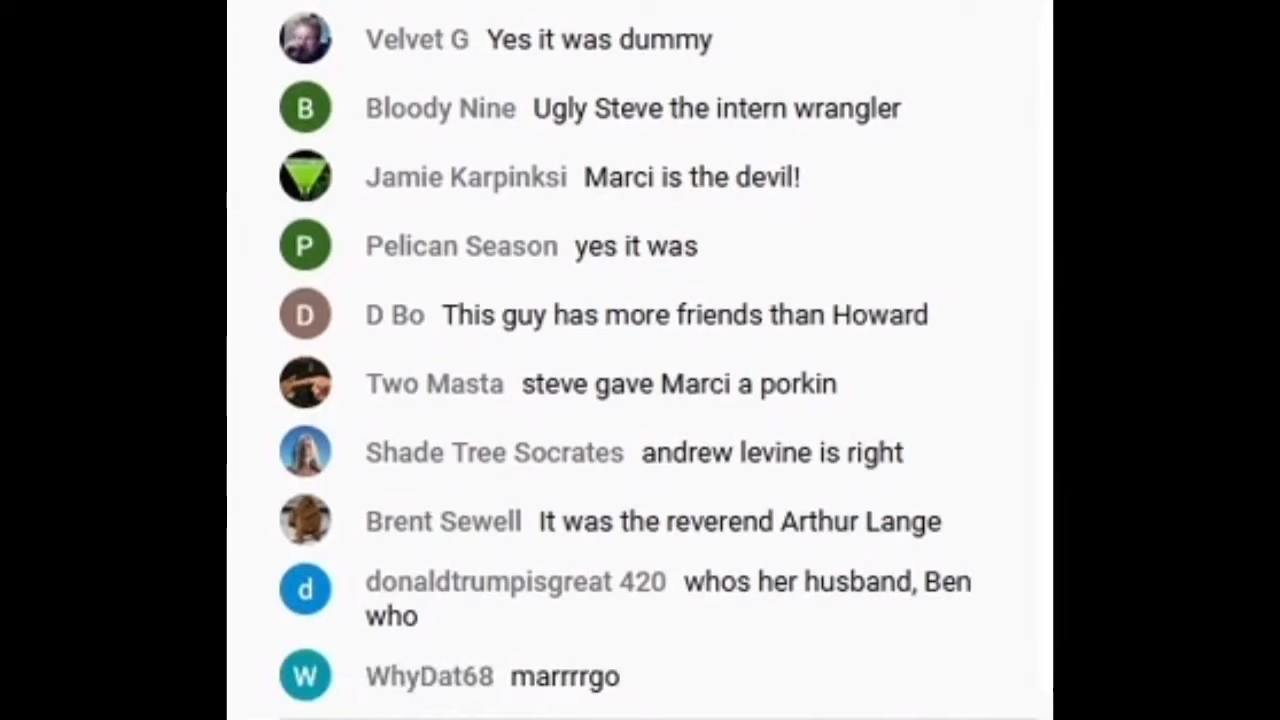 Velvet G Yes it was dummy
B Bloody Nine Ugly Steve the intern wrangler
Jamie Karpinksi Marci is the devil!
P Pelican Season yes it was
D D Bo This guy has more friends than Howard
Two Masta steve gave Marci a porkin
Shade Tree Socrates andrew levine is right
Brent Sewell It was the reverend Arthur Lange
d donaldtrumpisgreat 420 whos her husband, Ben
who
W WhyDat68 marrrrgo